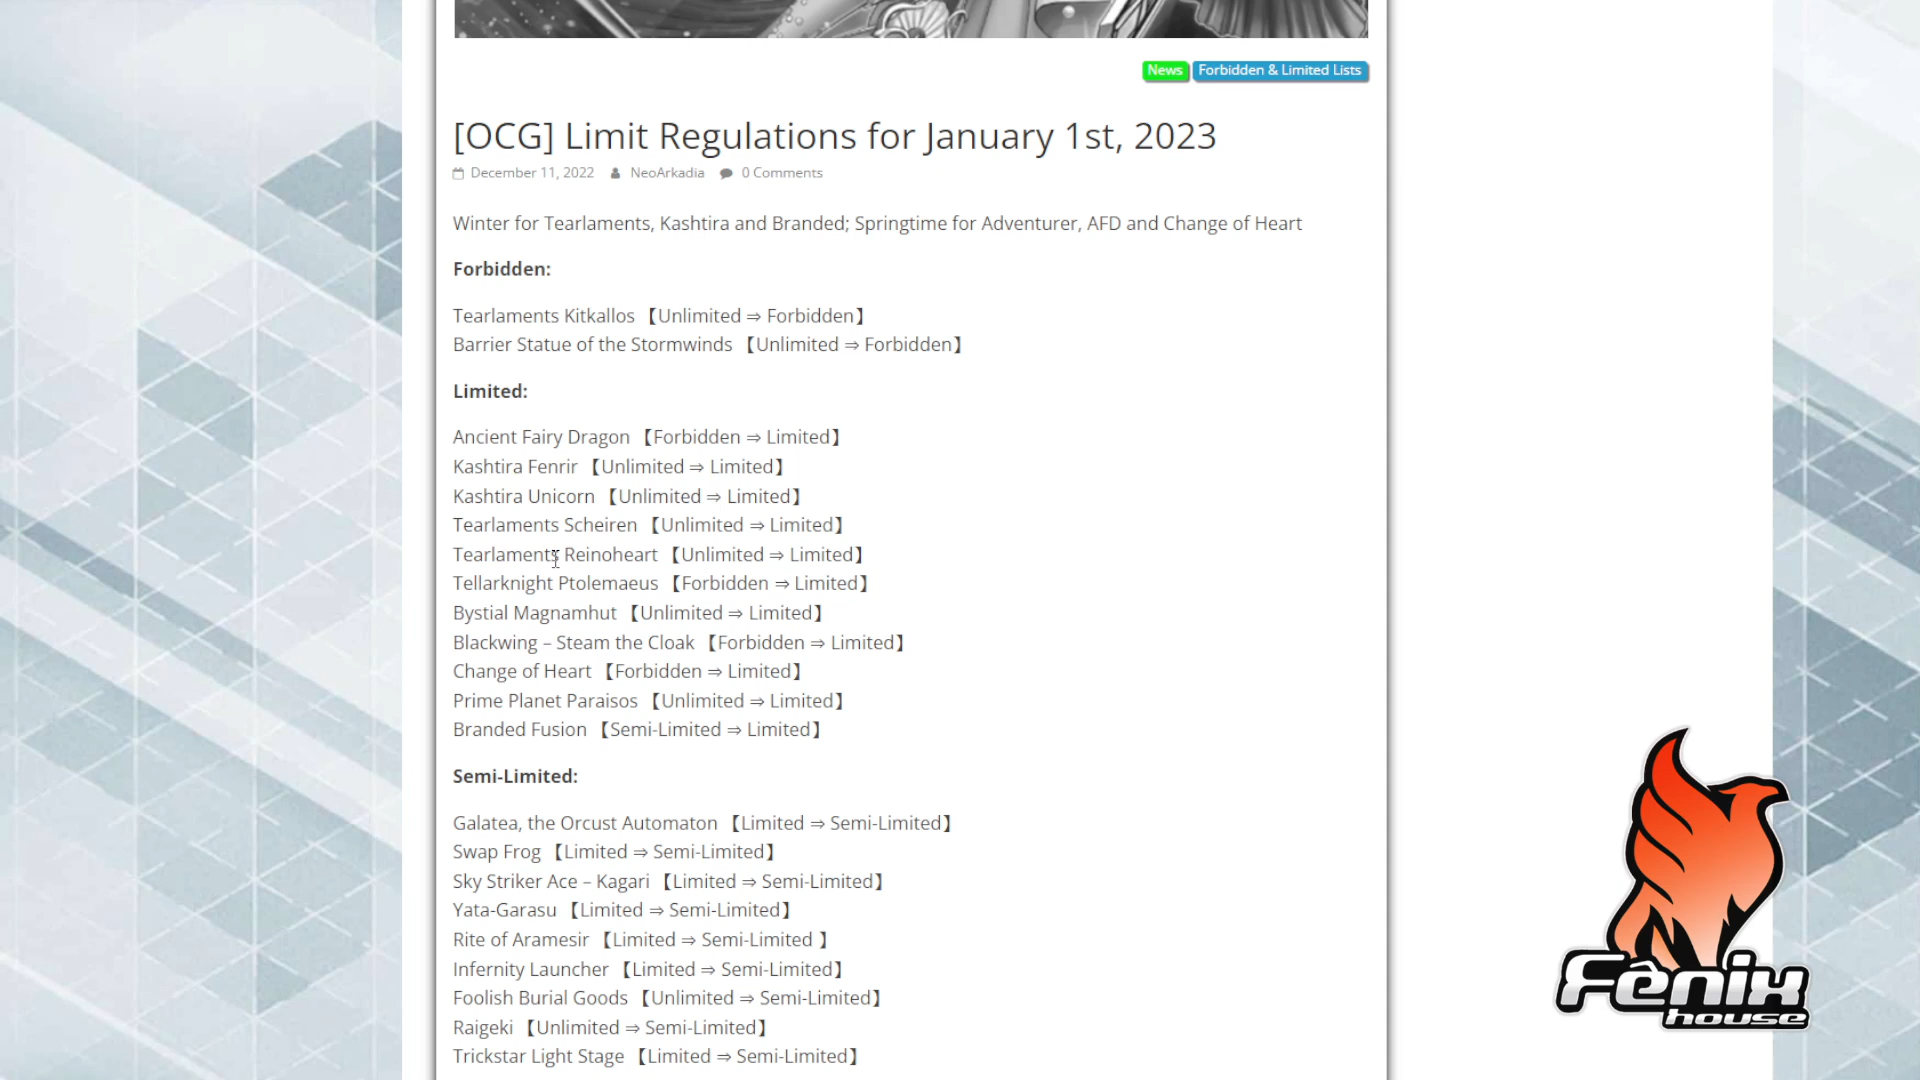 News Forbidden & Limited Lists
[OCG] Limit Regulations for January 1st, 2023
December 11, 2022 NeoArkadia 0 Comments
Winter for Tearlaments, Kashtira and Branded; Springtime for Adventurer, AFD and Change of Heart
Forbidden:
Tearlaments Kitkallos 【Unlimited ⇒ Forbidden】
Barrier Statue of the Stormwinds 【Unlimited ⇒ Forbidden】
Limited:
Ancient Fairy Dragon 【Forbidden ⇒ Limited】
Kashtira Fenrir 【Unlimited ⇒ Limited】
Kashtira Unicorn 【Unlimited ⇒ Limited】
Tearlaments Scheiren 【Unlimited ⇒ Limited】
Tearlaments Reinoheart 【Unlimited ⇒ Limited】
Tellarknight Ptolemaeus 【Forbidden ⇒ Limited】
Bystial Magnamhut 【Unlimited ⇒ Limited】
Blackwing – Steam the Cloak 【Forbidden ⇒ Limited】
Change of Heart 【Forbidden ⇒ Limited】
Prime Planet Paraisos 【Unlimited ⇒ Limited】
Branded Fusion 【Semi-Limited ⇒ Limited】
Semi-Limited:
Galatea, the Orcust Automaton 【Limited ⇒ Semi-Limited】
Swap Frog 【Limited ⇒ Semi-Limited】
Sky Striker Ace – Kagari 【Limited ⇒ Semi-Limited】
Yata-Garasu 【Limited ⇒ Semi-Limited】
Rite of Aramesir 【Limited ⇒ Semi-Limited 】
Infernity Launcher 【Limited ⇒ Semi-Limited】
Foolish Burial Goods 【Unlimited ⇒ Semi-Limited】
Raigeki 【Unlimited ⇒ Semi-Limited】
Trickstar Light Stage 【Limited ⇒ Semi-Limited】
Fênix
house